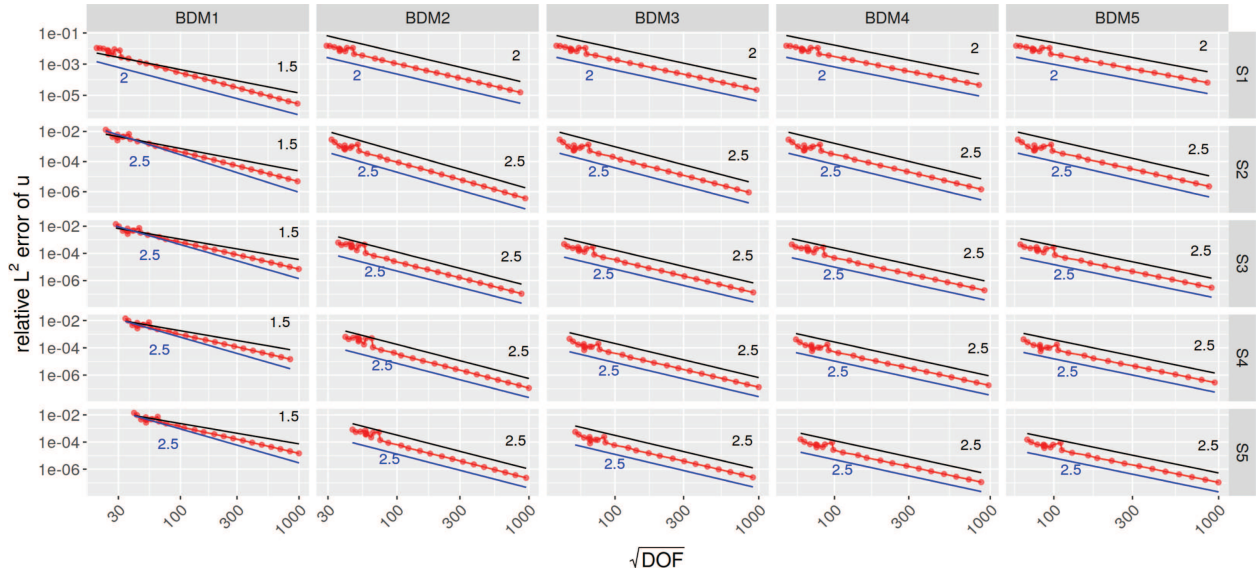 BDM1 BDM2 BDM3 BDM4 BDM5
1e-01
1e-03
1e-05
1.5 2 2 2 2
2 2 2 2 2
S1
1e-02
1e-04
1e-06
1.5 2.5 2.5 2.5 2.5
2.5 2.5 2.5 2.5 2.5
S2
1e-02
1e-04
1e-06
1.5 2.5 2.5 2.5 2.5
2.5 2.5 2.5 2.5 2.5
S3
1e-02
1e-04
1e-06
1.5 2.5 2.5 2.5 2.5
2.5 2.5 2.5 2.5 2.5
S4
1e-02
1e-04
1e-06
1.5 2.5 2.5 2.5 2.5
2.5 2.5 2.5 2.5 2.5
S5
relative L² error of u
30 100 300 1000 30 100 300 1000 100 300 1000 100 300 1000 100 300 1000
√DOF